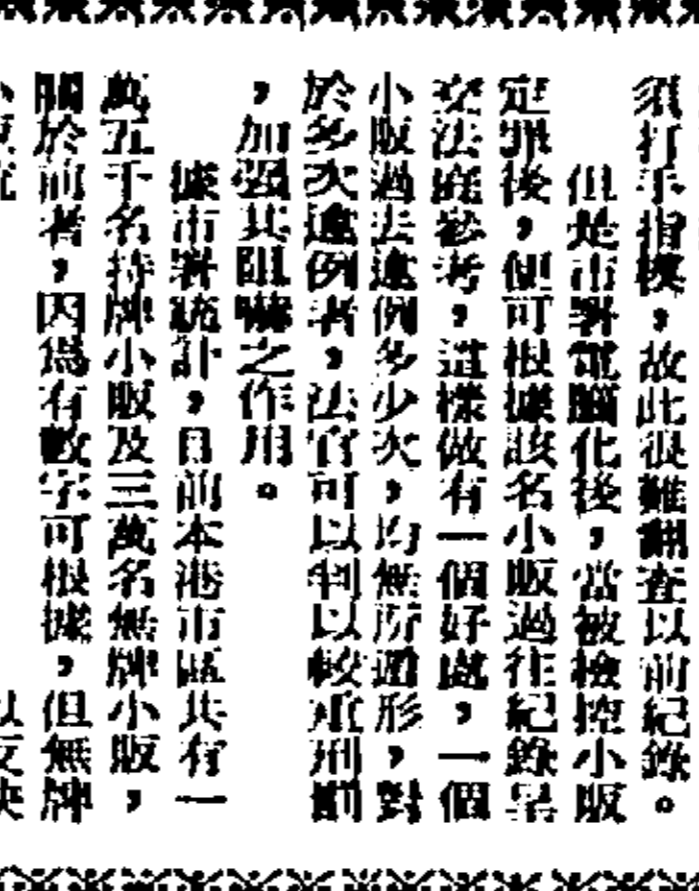 須打手指模，故此很難翻查以前紀錄。
但是市署電腦化後，當被檢控小販
定罪後，便可根據該名小販過往紀錄呈
交法庭參考，這樣做有一個好處，一個
小販過去違例多少次，均無所遁形，對
於多次違例者，法官可以判以較重刑罰
，加强其阻嚇之作用。
據市署統計，目前本港市區共有一
萬五千名持牌小販及三萬名無牌小販，
關於前者，因爲有數字可根據，但無牌